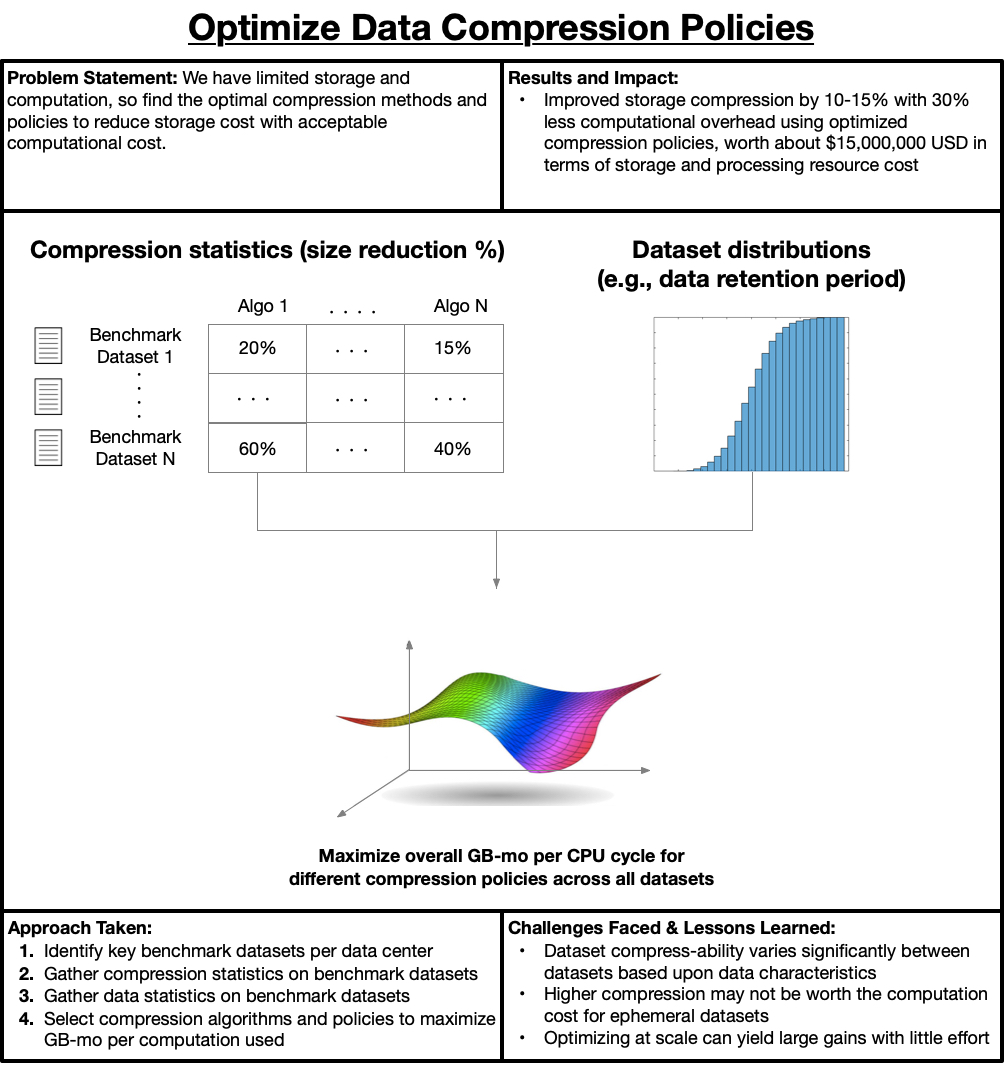 Optimize Data Compression Policies
Problem Statement: We have limited storage and
computation, so find the optimal compression methods and
policies to reduce storage cost with acceptable
computational cost.
Results and Impact:
• Improved storage compression by 10-15% with 30%
less computational overhead using optimized
compression policies, worth about $15,000,000 USD in
terms of storage and processing resource cost
Compression statistics (size reduction %)
Algo 1 . . . . Algo N
Benchmark
Dataset 1
20% . . . 15%
. . . . . . . . .
Benchmark
Dataset N
60% . . . 40%
Dataset distributions
(e.g., data retention period)
Maximize overall GB-mo per CPU cycle for
different compression policies across all datasets
Approach Taken:
1. Identify key benchmark datasets per data center
2. Gather compression statistics on benchmark datasets
3. Gather data statistics on benchmark datasets
4. Select compression algorithms and policies to maximize
GB-mo per computation used
Challenges Faced & Lessons Learned:
• Dataset compress-ability varies significantly between
datasets based upon data characteristics
• Higher compression may not be worth the computation
cost for ephemeral datasets
• Optimizing at scale can yield large gains with little effort